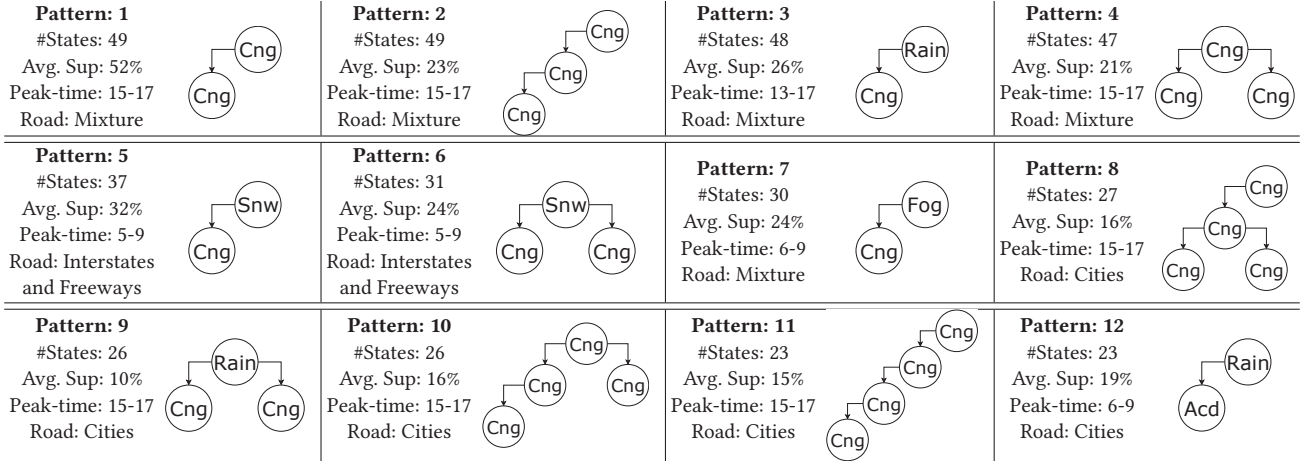 Pattern: 1
#States: 49
Avg. Sup: 52%
Peak-time: 15-17
Road: Mixture
Cng
Cng
Pattern: 2
#States: 49
Avg. Sup: 23%
Peak-time: 15-17
Road: Mixture
Cng
Cng
Cng
Pattern: 3
#States: 48
Avg. Sup: 26%
Peak-time: 13-17
Road: Mixture
Rain
Cng
Pattern: 4
#States: 47
Avg. Sup: 21%
Peak-time: 15-17
Road: Mixture
Cng
Cng Cng
Pattern: 5
#States: 37
Avg. Sup: 32%
Peak-time: 5-9
Road: Interstates
and Freeways
Snw
Cng
Pattern: 6
#States: 31
Avg. Sup: 24%
Peak-time: 5-9
Road: Interstates
and Freeways
Snw
Cng Cng
Pattern: 7
#States: 30
Avg. Sup: 24%
Peak-time: 6-9
Road: Mixture
Fog
Cng
Pattern: 8
#States: 27
Avg. Sup: 16%
Peak-time: 15-17
Road: Cities
Cng
Cng
Cng Cng
Pattern: 9
#States: 26
Avg. Sup: 10%
Peak-time: 15-17
Road: Cities
Rain
Cng Cng
Pattern: 10
#States: 26
Avg. Sup: 16%
Peak-time: 15-17
Road: Cities
Cng
Cng Cng
Cng
Pattern: 11
#States: 23
Avg. Sup: 15%
Peak-time: 15-17
Road: Cities
Cng
Cng
Cng
Cng
Pattern: 12
#States: 23
Avg. Sup: 19%
Peak-time: 6-9
Road: Cities
Rain
Acd